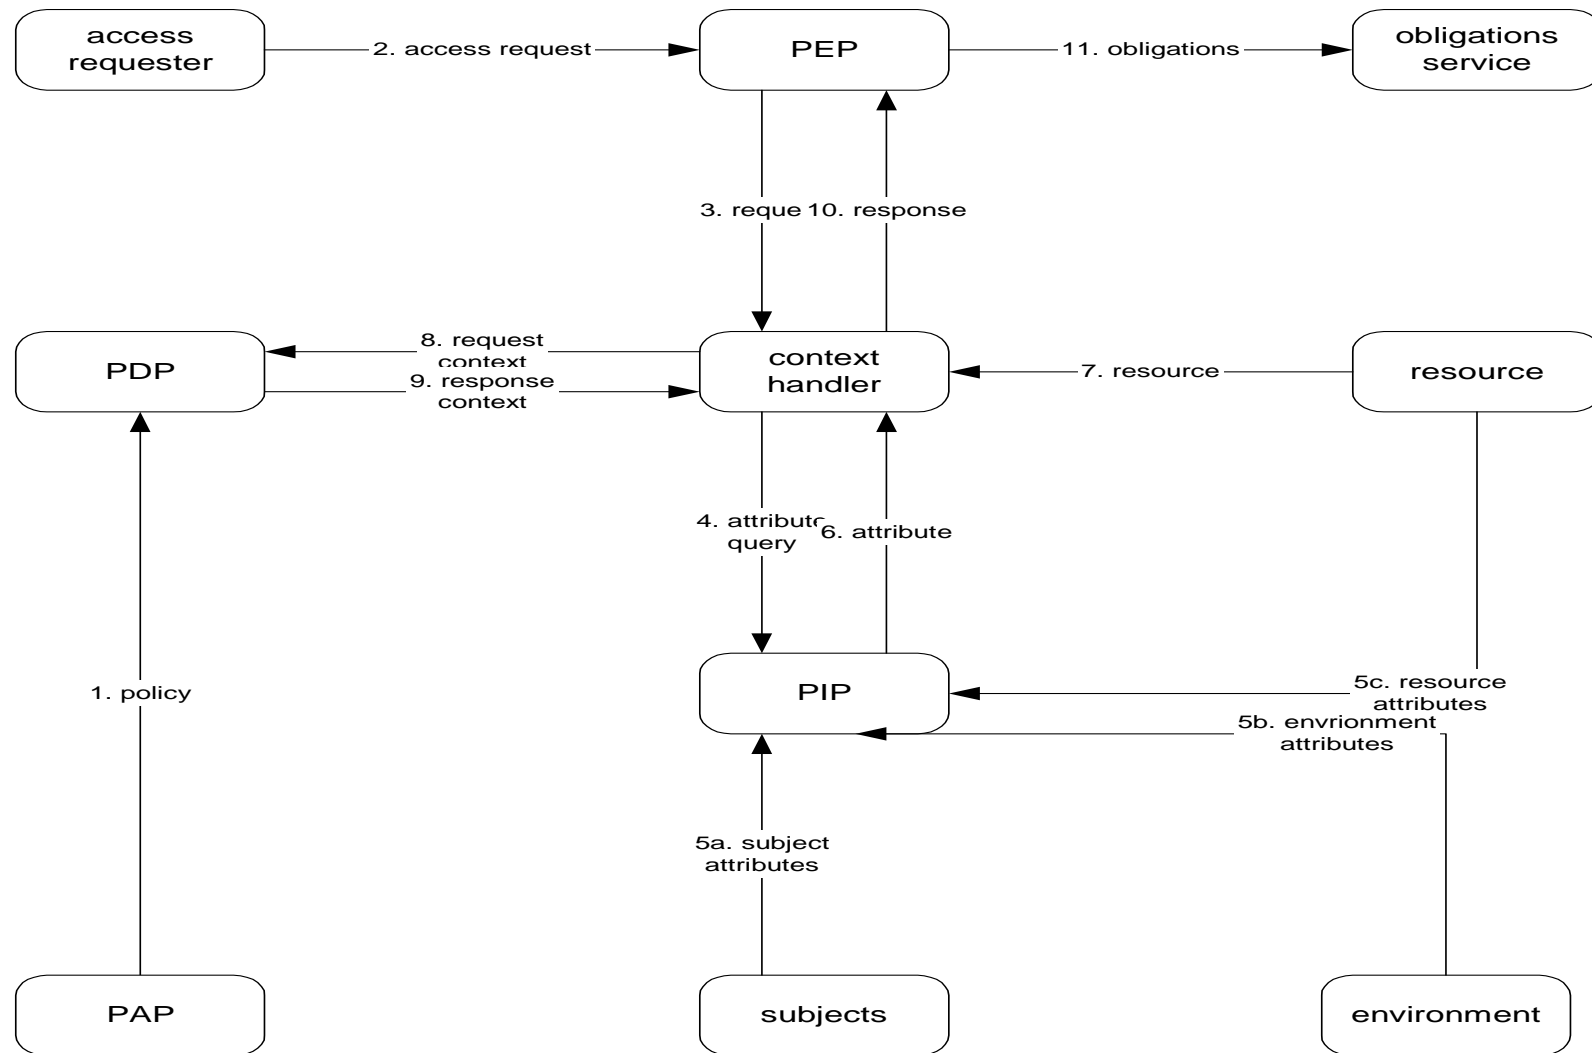 access
requester
2. access request
PEP
11. obligations
obligations
service
3. reque
10. response
PDP
8. request
context
9. response
context
context
handler
7. resource
resource
4. attribute
query
6. attribute
1. policy
PIP
5c. resource
attributes
5b. envrionment
attributes
5a. subject
attributes
PAP
subjects
environment